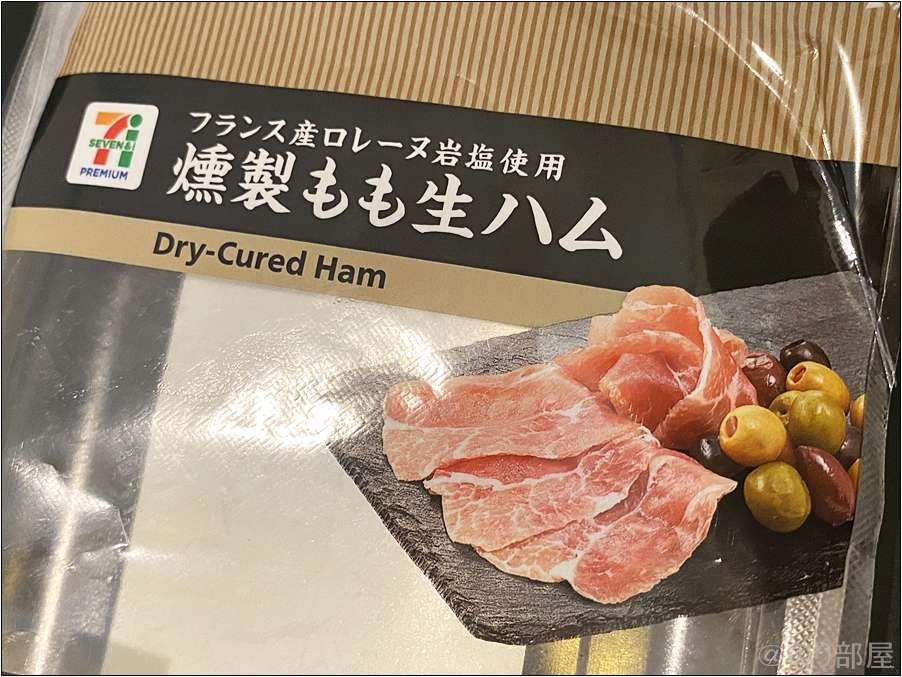 SEVEN&i
PREMIUM
フランス産ロレーヌ岩塩使用
燻製もも生ハム
Dry-Cured Ham